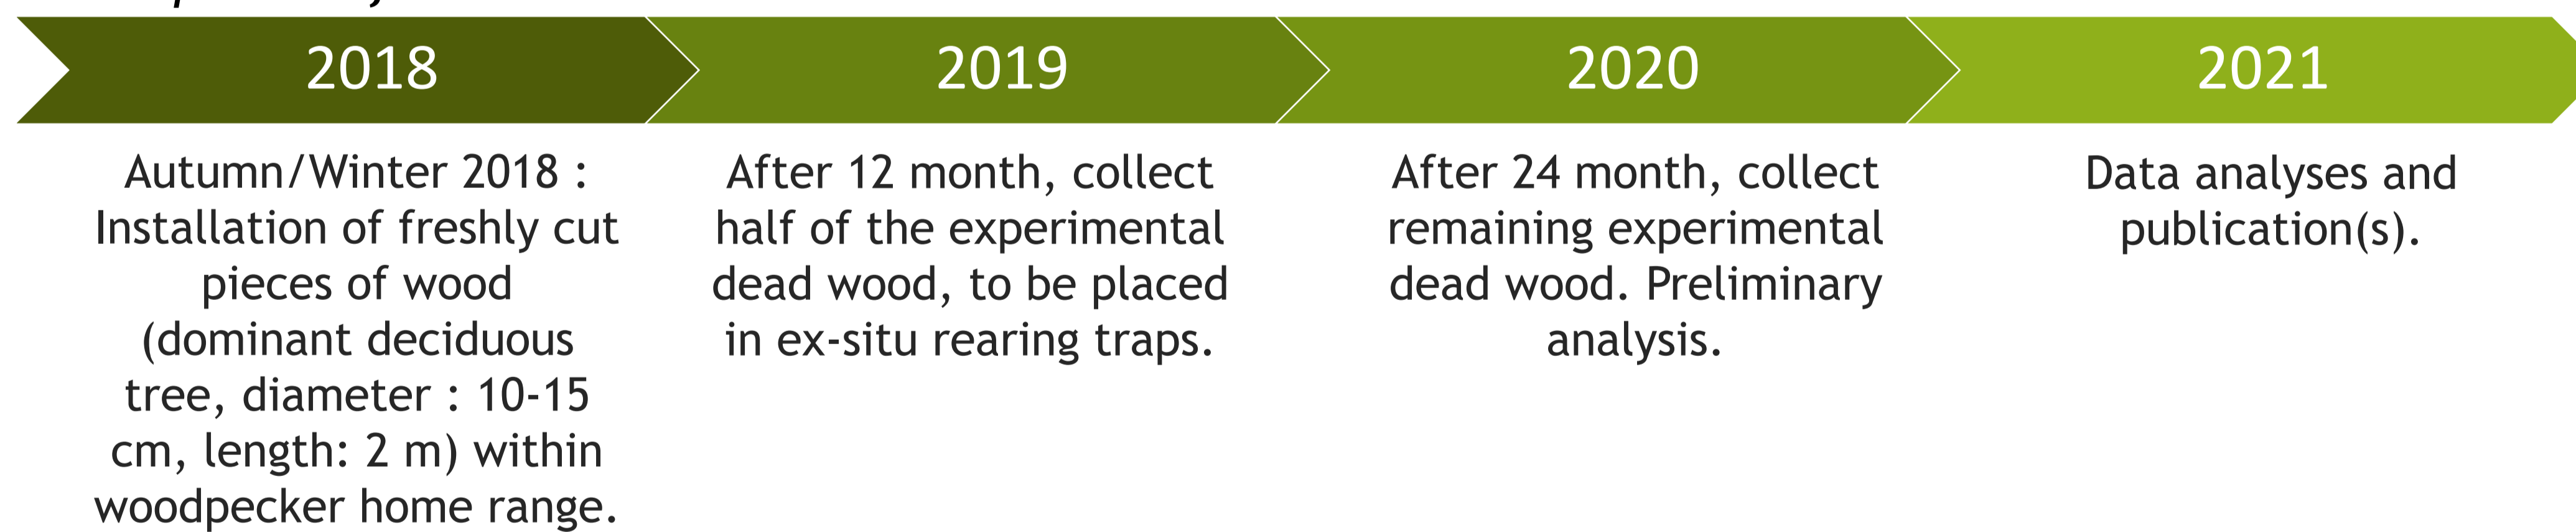 2018
Autumn/Winter 2018 :
Installation of freshly cut
pieces of wood
(dominant deciduous
tree, diameter : 10-15
cm, length: 2 m) within
woodpecker home range.
2019
After 12 month, collect
half of the experimental
dead wood, to be placed
in ex-situ rearing traps.
2020
After 24 month, collect
remaining experimental
dead wood. Preliminary
analysis.
2021
Data analyses and
publication(s).